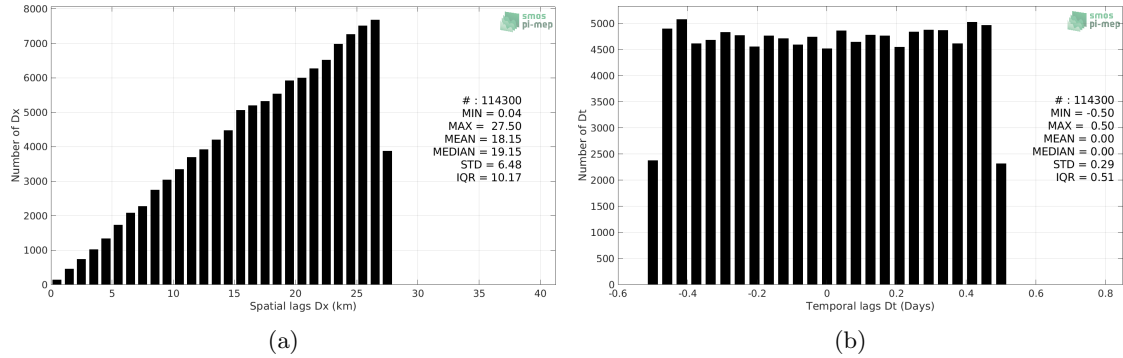 8000
7000
6000
5000
4000
3000
2000
1000
0
Number of Dx
smos
pi-mep
# : 114300
MIN = 0.04
MAX = 27.50
MEAN = 18.15
MEDIAN = 19.15
STD = 6.48
IQR = 10.17
0 5 10 15 20 25 30 35 40
Spatial lags Dx (km)
(a)
5000
4500
4000
3500
3000
2500
2000
1500
1000
500
0
Number of Dt
smos
pi-mep
# : 114300
MIN = -0.50
MAX = 0.50
MEAN = 0.00
MEDIAN = 0.00
STD = 0.29
IQR = 0.51
-0.6 -0.4 -0.2 0 0.2 0.4 0.6 0.8
Temporal lags Dt (Days)
(b)